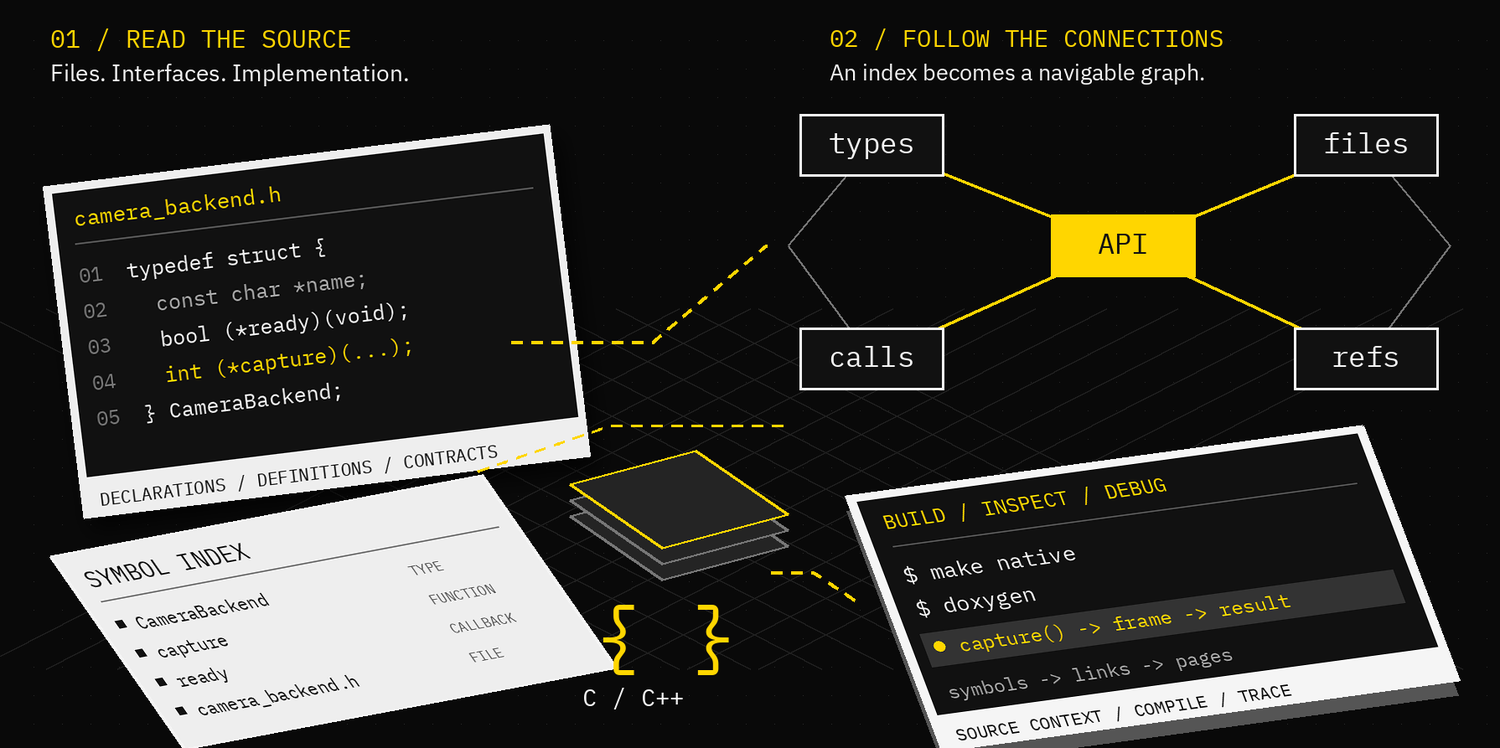 01 / READ THE SOURCE
Files. Interfaces. Implementation.
camera_backend.h
01 typedef struct {
02 const char *name;
03 bool (*ready)(void);
04 int (*capture)(...);
05 } CameraBackend;
DECLARATIONS / DEFINITIONS / CONTRACTS
SYMBOL INDEX
CameraBackend TYPE
capture FUNCTION
ready CALLBACK
camera_backend.h FILE
{ }
C / C++
02 / FOLLOW THE CONNECTIONS
An index becomes a navigable graph.
types
files
API
calls
refs
BUILD / INSPECT / DEBUG
$ make native
$ doxygen
capture() -> frame -> result
symbols -> links -> pages
SOURCE CONTEXT / COMPILE / TRACE